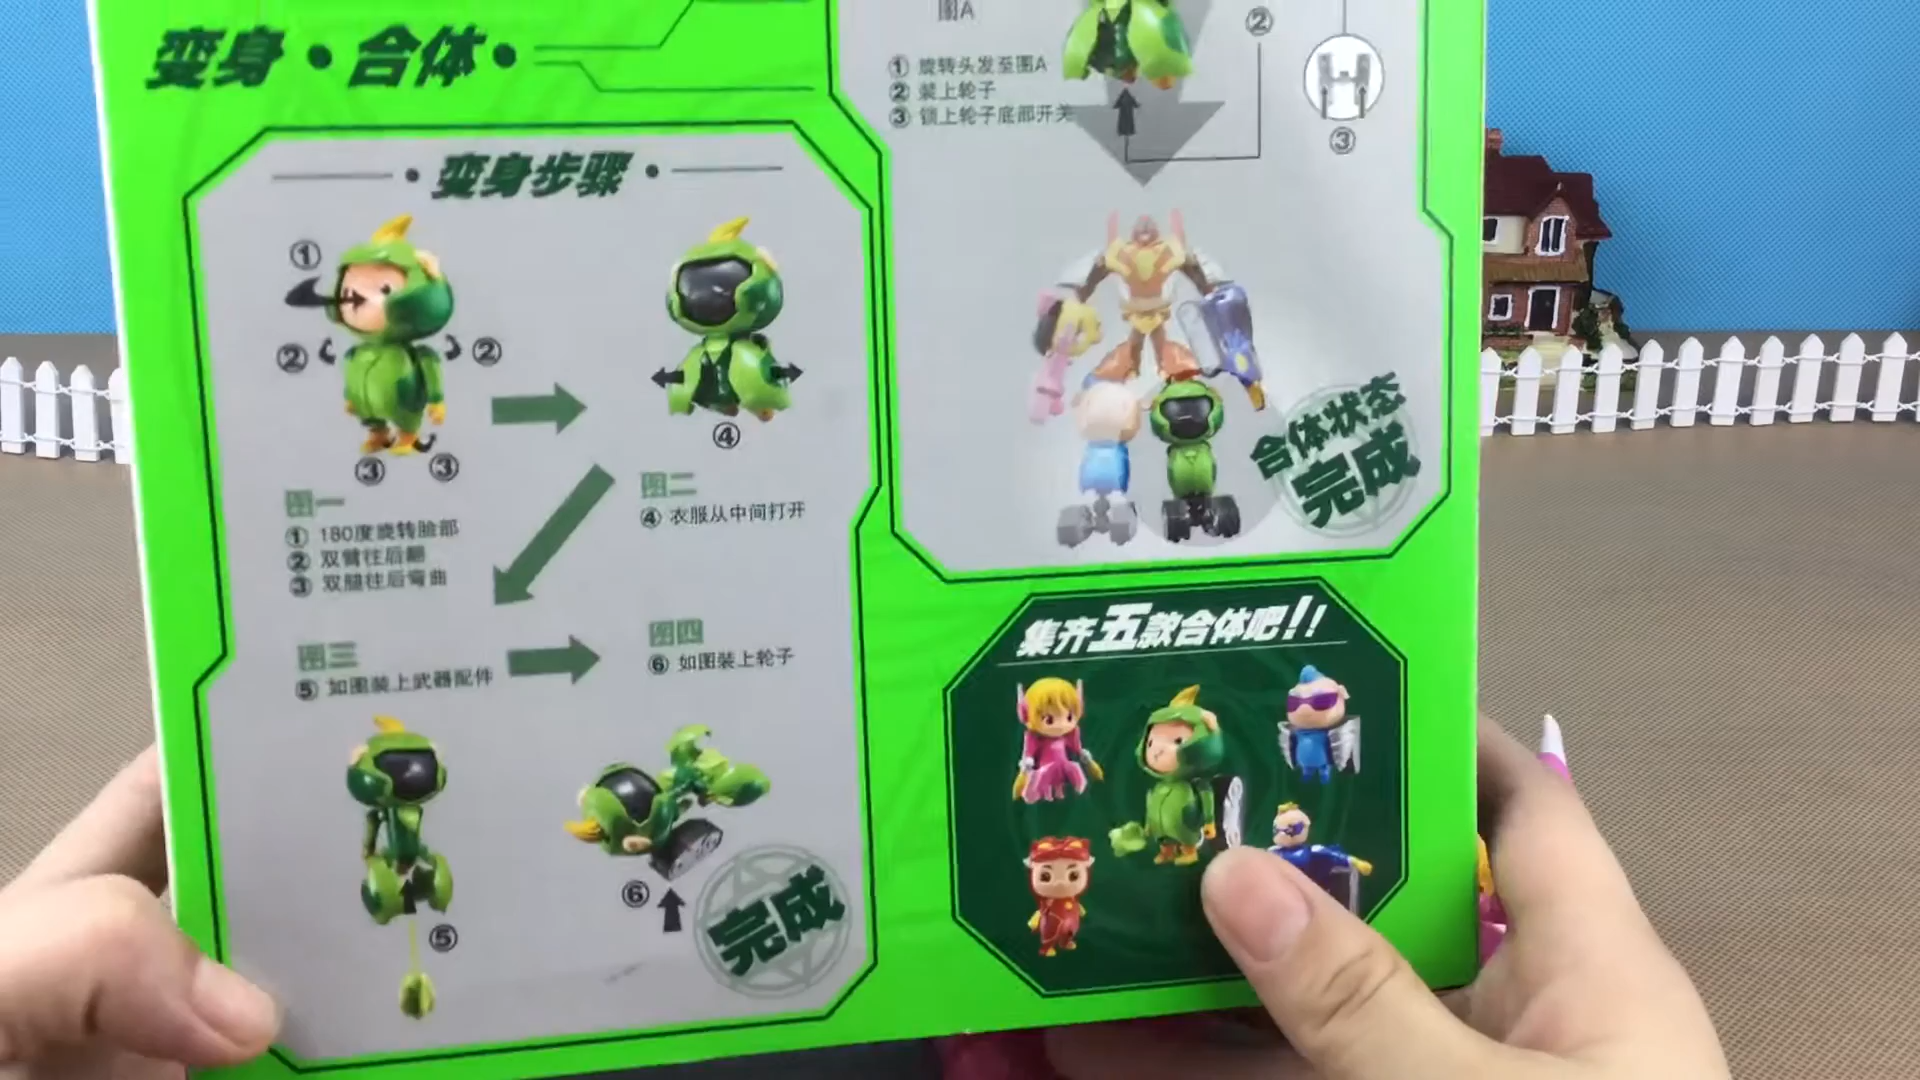 变身·合体·
·变身步骤·
①
②
②
③
③
图一
① 180度旋转脸部
② 双臂往后翻
③ 双腿往后弯曲
④
图二
④ 衣服从中间打开
图三
⑤ 如图装上武器配件
⑤
图四
⑥ 如图装上轮子
⑥
完成
图A
① 旋转头发至图A
② 装上轮子
③ 锁上轮子底部开关
②
③
合体状态
完成
集齐五款合体吧!!